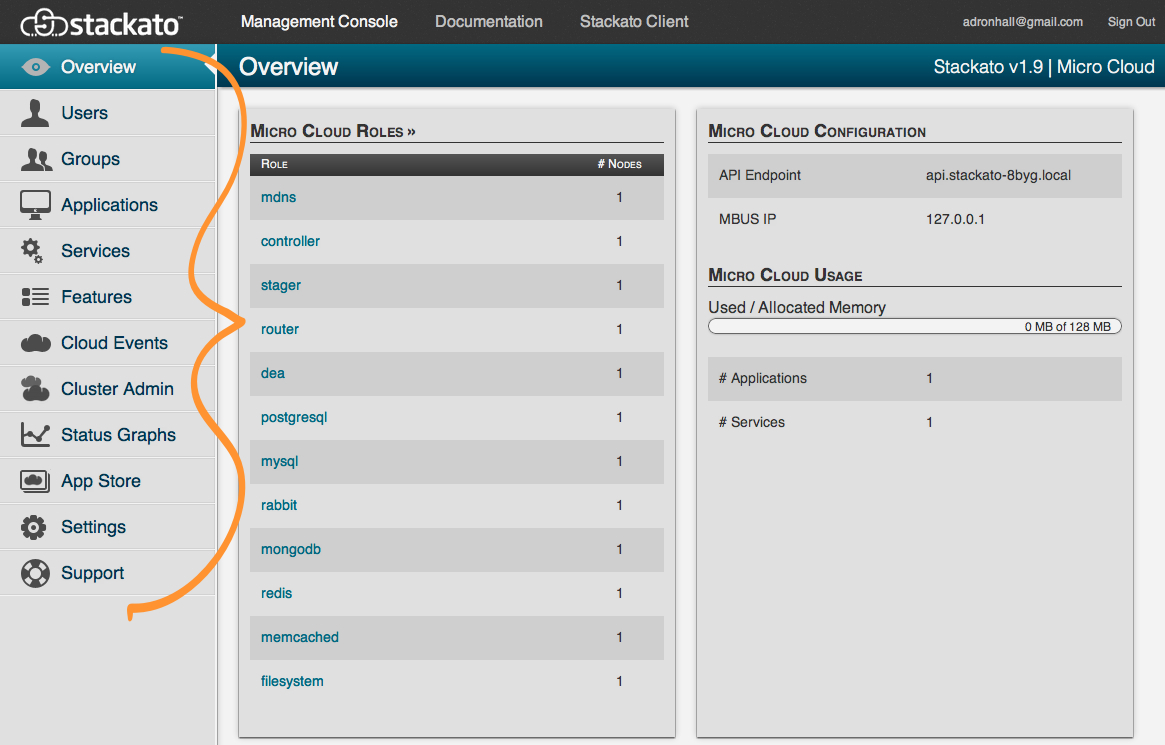 stackato™
Management Console Documentation Stackato Client adronhall@gmail.com Sign Out
Overview
Users
Groups
Applications
Services
Features
Cloud Events
Cluster Admin
Status Graphs
App Store
Settings
Support
Overview Stackato v1.9 | Micro Cloud
Micro Cloud Roles »
Role # Nodes
mdns 1
controller 1
stager 1
router 1
dea 1
postgresql 1
mysql 1
rabbit 1
mongodb 1
redis 1
memcached 1
filesystem 1
Micro Cloud Configuration
API Endpoint api.stackato-8byg.local
MBUS IP 127.0.0.1
Micro Cloud Usage
Used / Allocated Memory
0 MB of 128 MB
# Applications 1
# Services 1